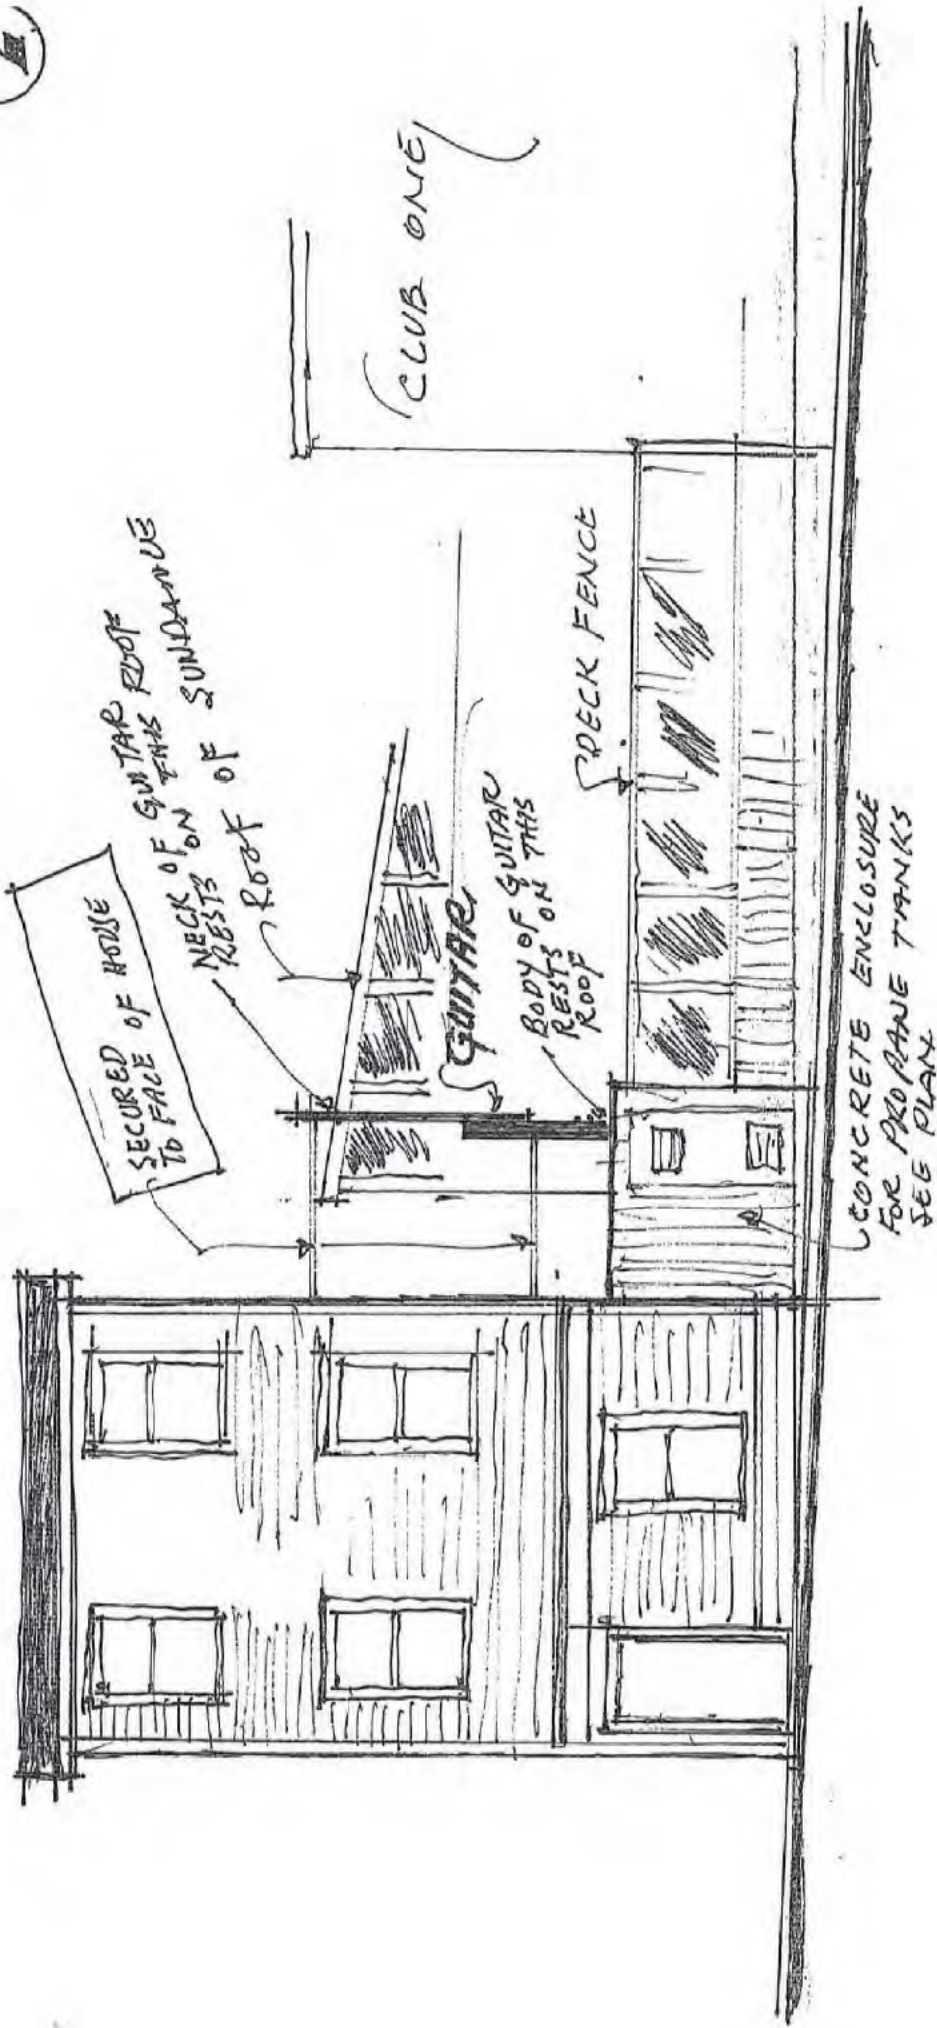 SECURED
TO FACE OF HOUSE
NECK OF GUITAR
RESTS ON THIS ROOF
ROOF OF SUNDANCE
CLUB ONE
GUITAR
BODY OF GUITAR
RESTS ON THIS
ROOF
DECK FENCE
CONCRETE ENCLOSURE
FOR PROPANE TANKS
SEE PLAN